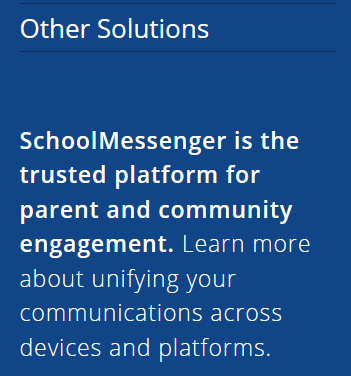 Other Solutions
SchoolMessenger is the
trusted platform for
parent and community
engagement. Learn more
about unifying your
communications across
devices and platforms.